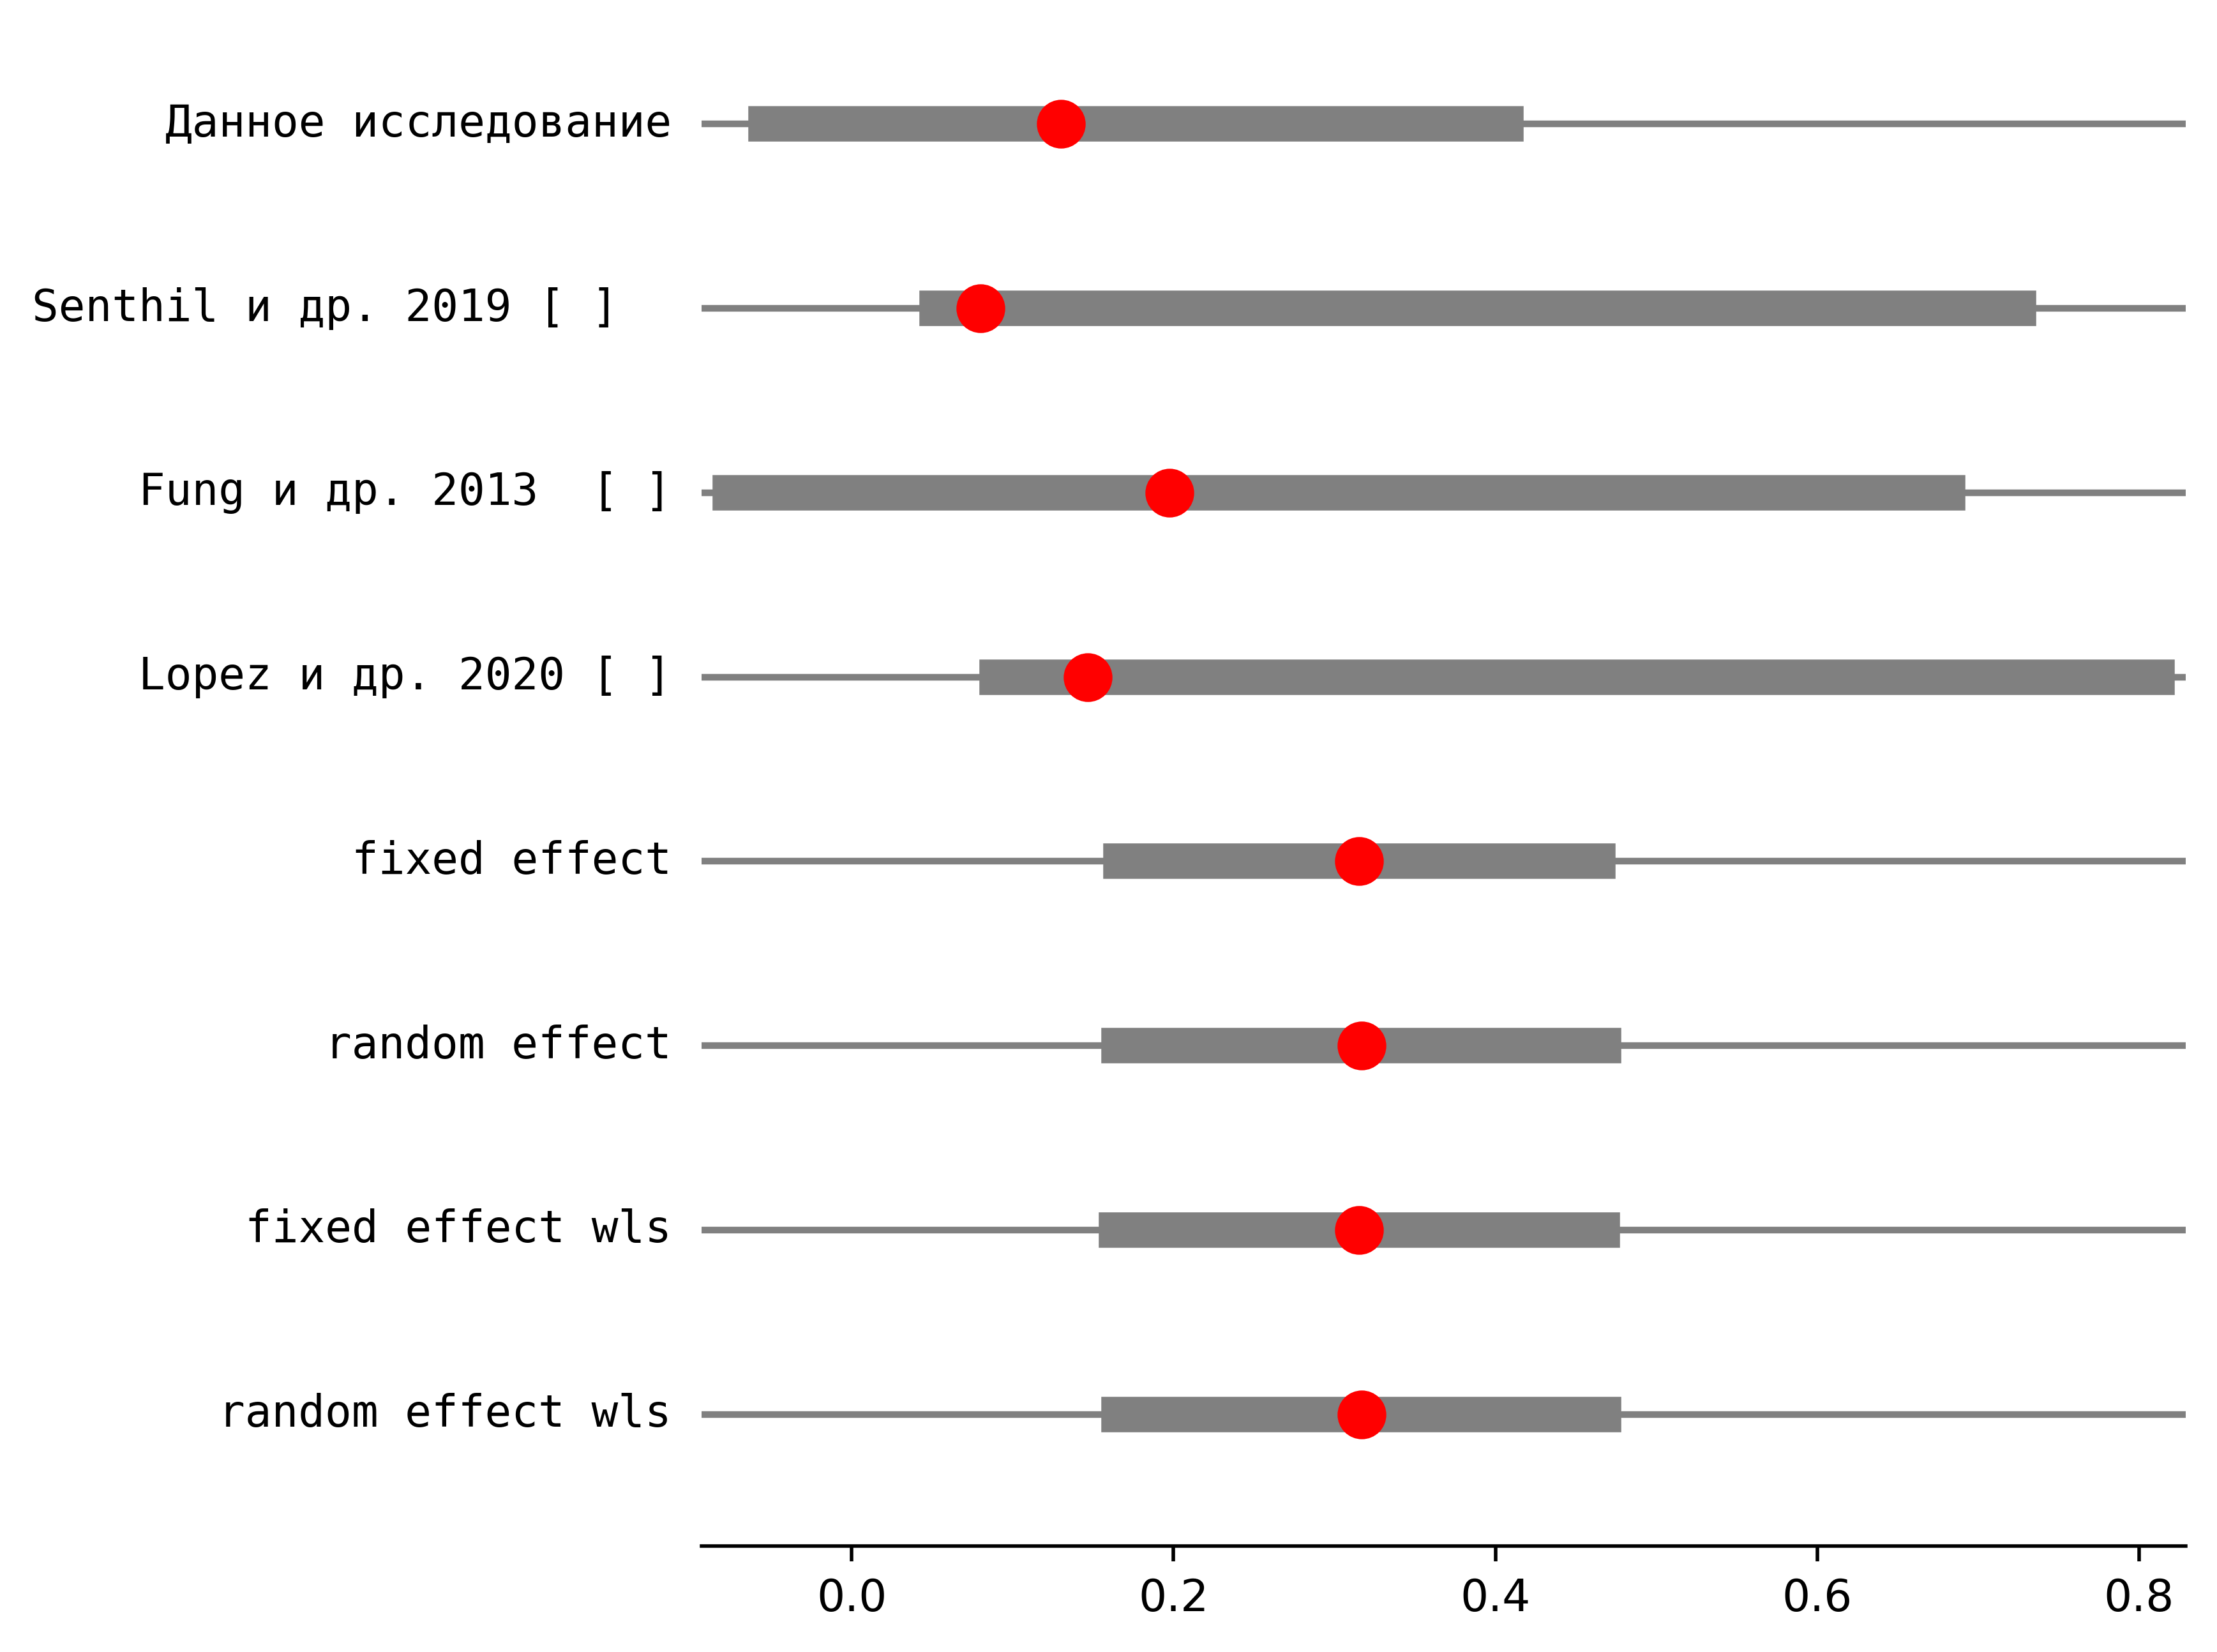 Данное исследование
Senthil и др. 2019 [ ]
Fung и др. 2013  [ ]
Lopez и др. 2020 [ ]
fixed effect
random effect
fixed effect wls
random effect wls
0.0 0.2 0.4 0.6 0.8